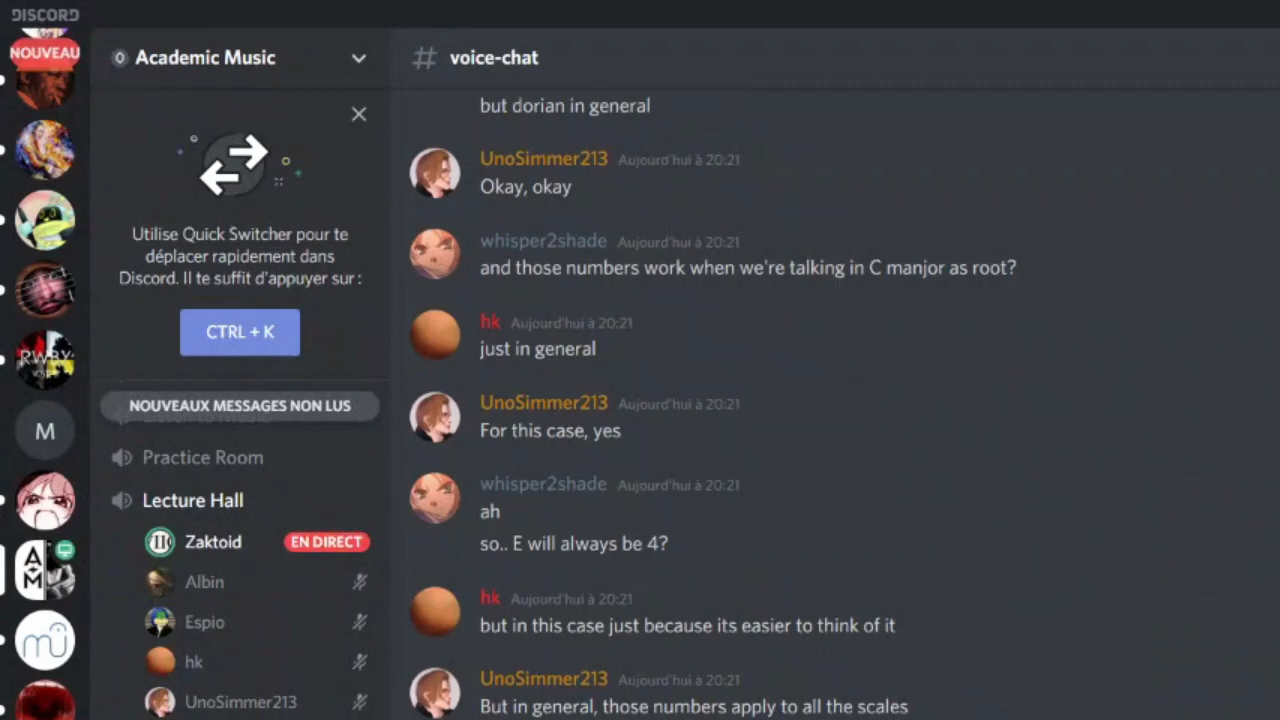 DISCORD
NOUVEAU
RWBY
M
A
M
Academic Music
Utilise Quick Switcher pour te
déplacer rapidement dans
Discord. Il te suffit d'appuyer sur :
CTRL + K
NOUVEAUX MESSAGES NON LUS
Practice Room
Lecture Hall
Zaktoid EN DIRECT
Albin
Espio
hk
UnoSimmer213
# voice-chat
but dorian in general
UnoSimmer213 Aujourd'hui à 20:21
Okay, okay
whisper2shade Aujourd'hui à 20:21
and those numbers work when we're talking in C manjor as root?
hk Aujourd'hui à 20:21
just in general
UnoSimmer213 Aujourd'hui à 20:21
For this case, yes
whisper2shade Aujourd'hui à 20:21
ah
so.. E will always be 4?
hk Aujourd'hui à 20:21
but in this case just because its easier to think of it
UnoSimmer213 Aujourd'hui à 20:21
But in general, those numbers apply to all the scales